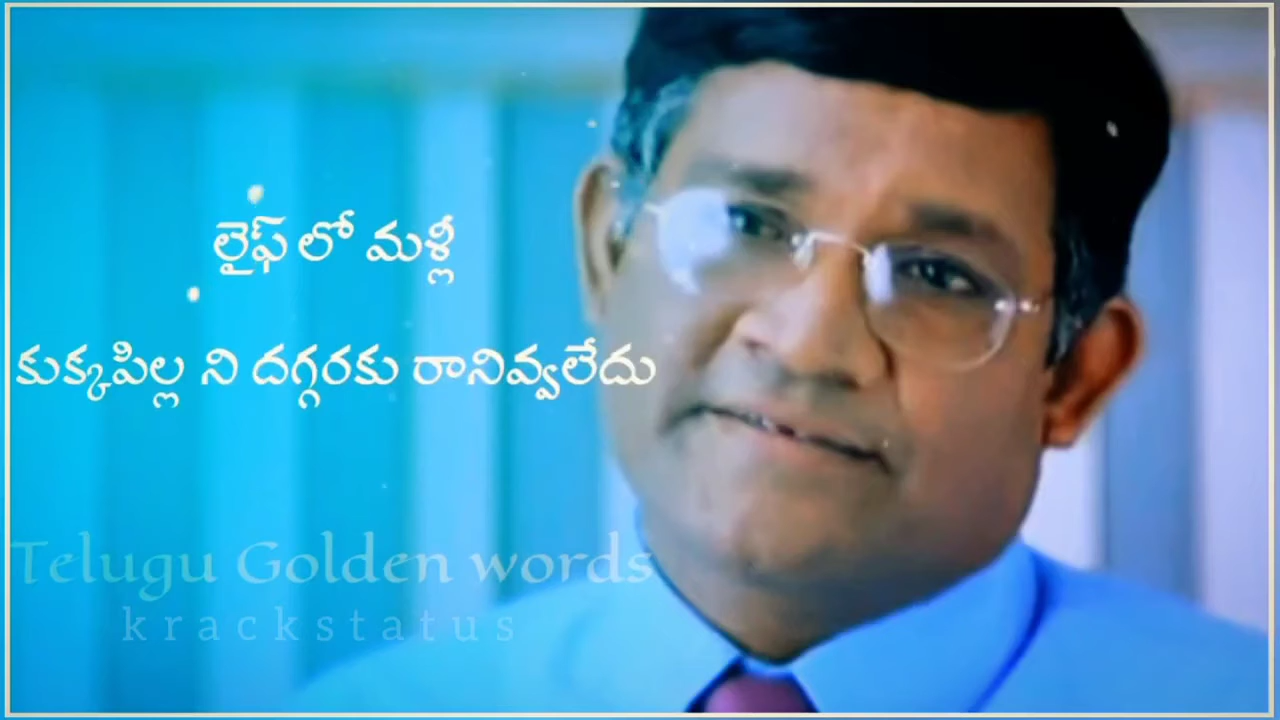 లైఫ్ లో మళ్లీ
కుక్కపిల్ల ని దగ్గరకు రానివ్వలేదు
Telugu Golden words
krackstatus